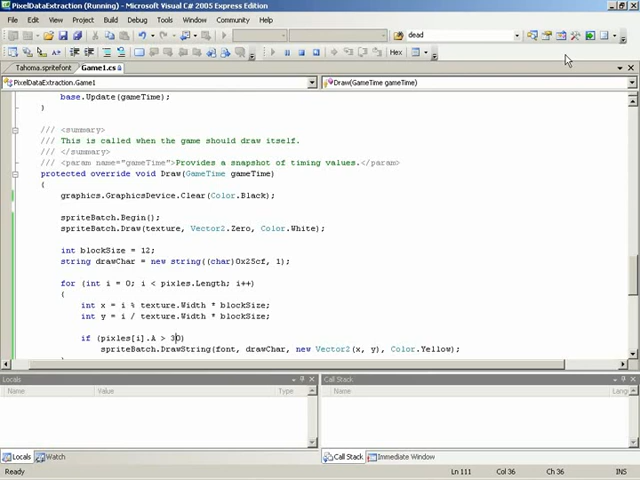 PixelDataExtraction (Running) - Microsoft Visual C# 2005 Express Edition
File Edit View Project Build Debug Tools Window Community Help
dead
Hex
Tahoma.spritefont Game1.cs
PixelDataExtraction.Game1 Draw(GameTime gameTime)
base.Update(gameTime);
}
/// <summary>
/// This is called when the game should draw itself.
/// </summary>
/// <param name="gameTime">Provides a snapshot of timing values.</param>
protected override void Draw(GameTime gameTime)
{
graphics.GraphicsDevice.Clear(Color.Black);
spriteBatch.Begin();
spriteBatch.Draw(texture, Vector2.Zero, Color.White);
int blockSize = 12;
string drawChar = new string((char)0x25cf, 1);
for (int i = 0; i < pixles.Length; i++)
{
int x = i % texture.Width * blockSize;
int y = i / texture.Width * blockSize;
if (pixles[i].A > 30)
spriteBatch.DrawString(font, drawChar, new Vector2(x, y), Color.Yellow);
Locals Call Stack
Name Value Type Name Lang
Locals Watch Call Stack Immediate Window
Ready Ln 111 Col 36 Ch 36 INS